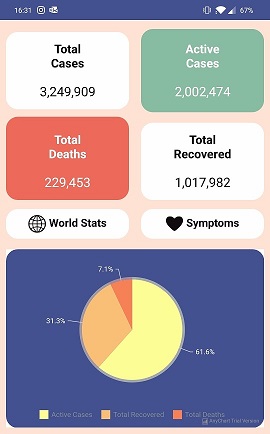 16:31 67%
Total Cases
3,249,909
Active Cases
2,002,474
Total Deaths
229,453
Total Recovered
1,017,982
World Stats
Symptoms
7.1%
31.3%
61.6%
Active Cases Total Recovered Total Deaths
AnyChart Trial Version